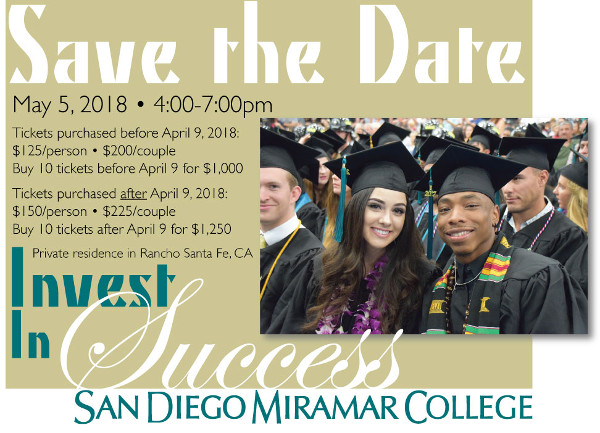 Save the Date
May 5, 2018 • 4:00-7:00pm
Tickets purchased before April 9, 2018:
$125/person • $200/couple
Buy 10 tickets before April 9 for $1,000
Tickets purchased after April 9, 2018:
$150/person • $225/couple
Buy 10 tickets after April 9 for $1,250
Private residence in Rancho Santa Fe, CA
Invest
In Success
SAN DIEGO MIRAMAR COLLEGE